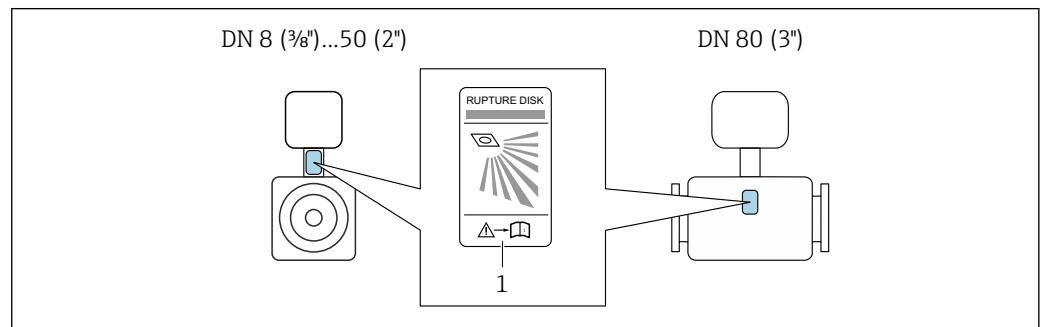 DN 8 (⅜")...50 (2")
DN 80 (3")
RUPTURE DISK
i
1